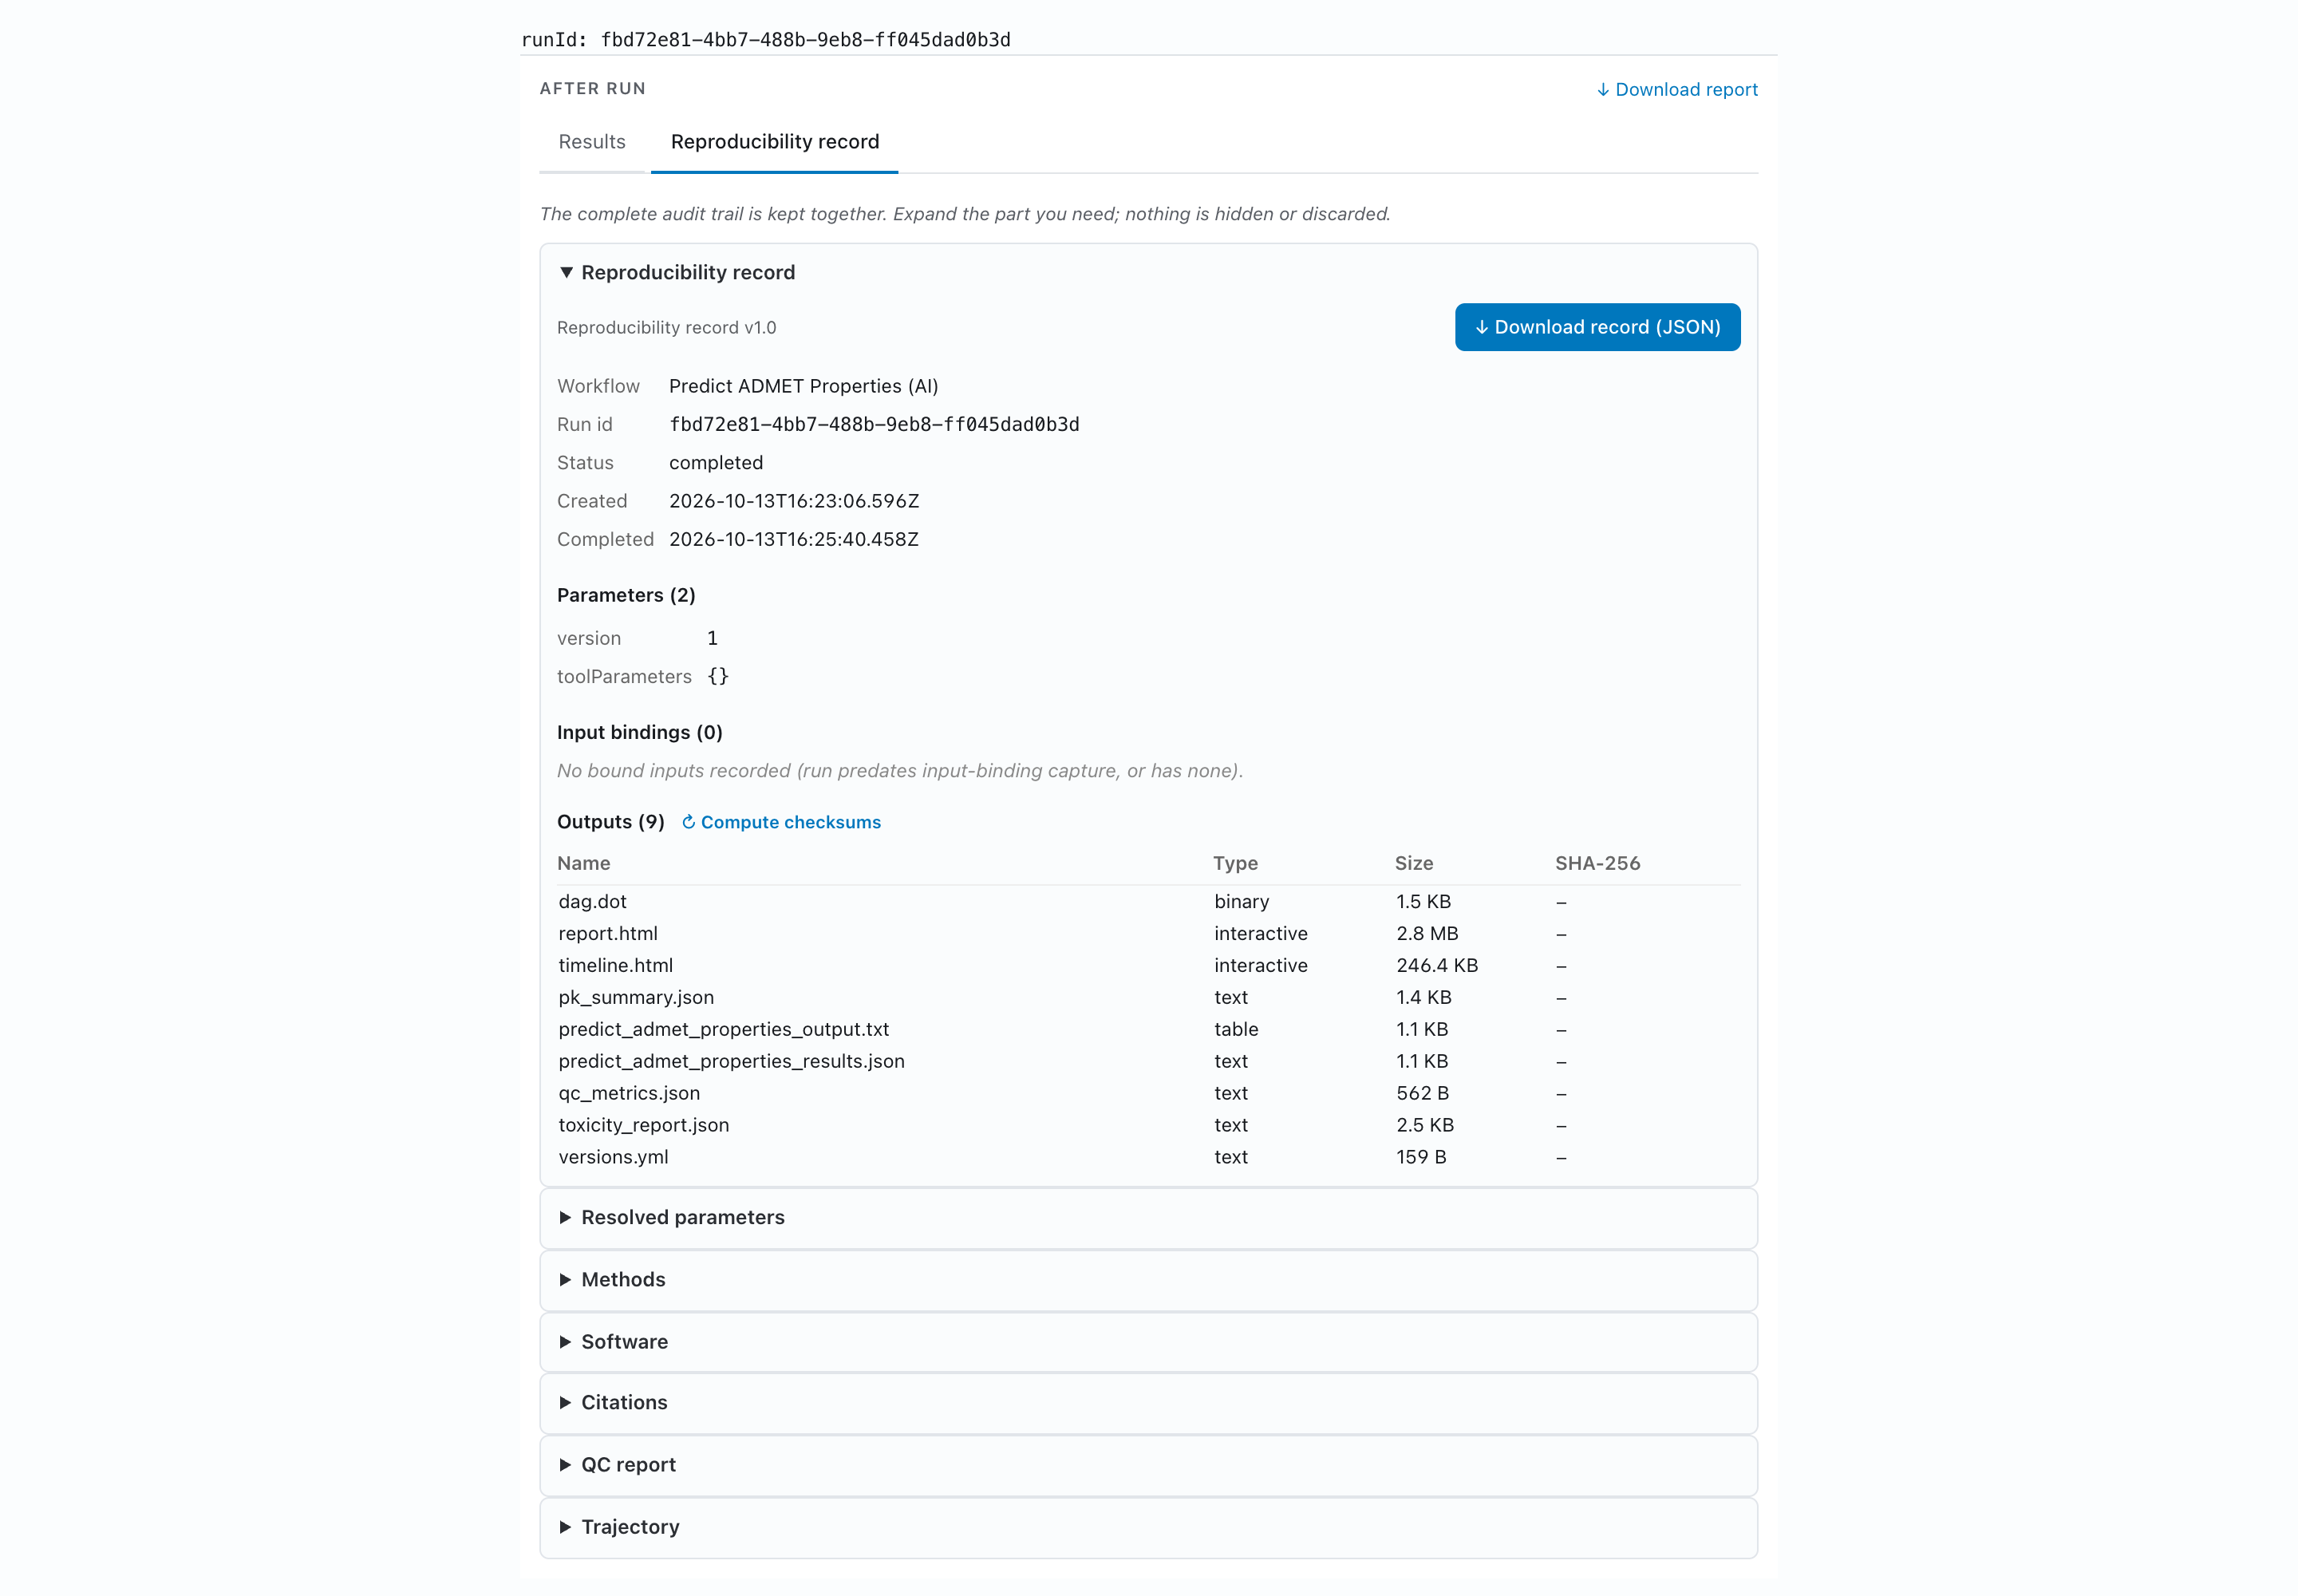 runId: fbd72e81-4bb7-488b-9eb8-ff045dad0b3d
AFTER RUN
↓ Download report
Results
Reproducibility record
The complete audit trail is kept together. Expand the part you need; nothing is hidden or discarded.
▼ Reproducibility record
Reproducibility record v1.0
↓ Download record (JSON)
Workflow Predict ADMET Properties (AI)
Run id fbd72e81-4bb7-488b-9eb8-ff045dad0b3d
Status completed
Created 2026-10-13T16:23:06.596Z
Completed 2026-10-13T16:25:40.458Z
Parameters (2)
version 1
toolParameters {}
Input bindings (0)
No bound inputs recorded (run predates input-binding capture, or has none).
Outputs (9) ↻ Compute checksums
Name Type Size SHA-256
dag.dot binary 1.5 KB –
report.html interactive 2.8 MB –
timeline.html interactive 246.4 KB –
pk_summary.json text 1.4 KB –
predict_admet_properties_output.txt table 1.1 KB –
predict_admet_properties_results.json text 1.1 KB –
qc_metrics.json text 562 B –
toxicity_report.json text 2.5 KB –
versions.yml text 159 B –
▶ Resolved parameters
▶ Methods
▶ Software
▶ Citations
▶ QC report
▶ Trajectory